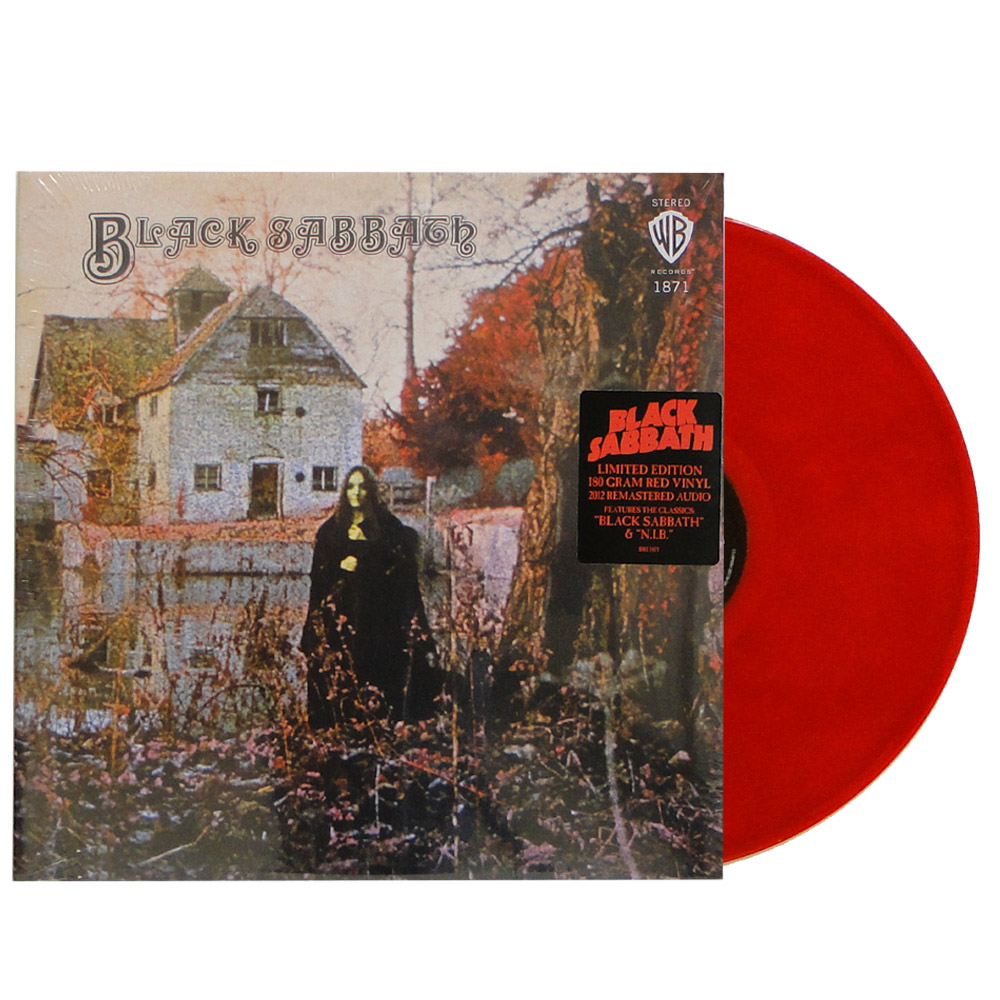 BLACK SABBATH
STEREO
WB
RECORDS
1871
BLACK
SABBATH
LIMITED EDITION
180 GRAM RED VINYL
2012 REMASTERED AUDIO
FEATURES THE CLASSICS:
"BLACK SABBATH"
& "N.I.B."